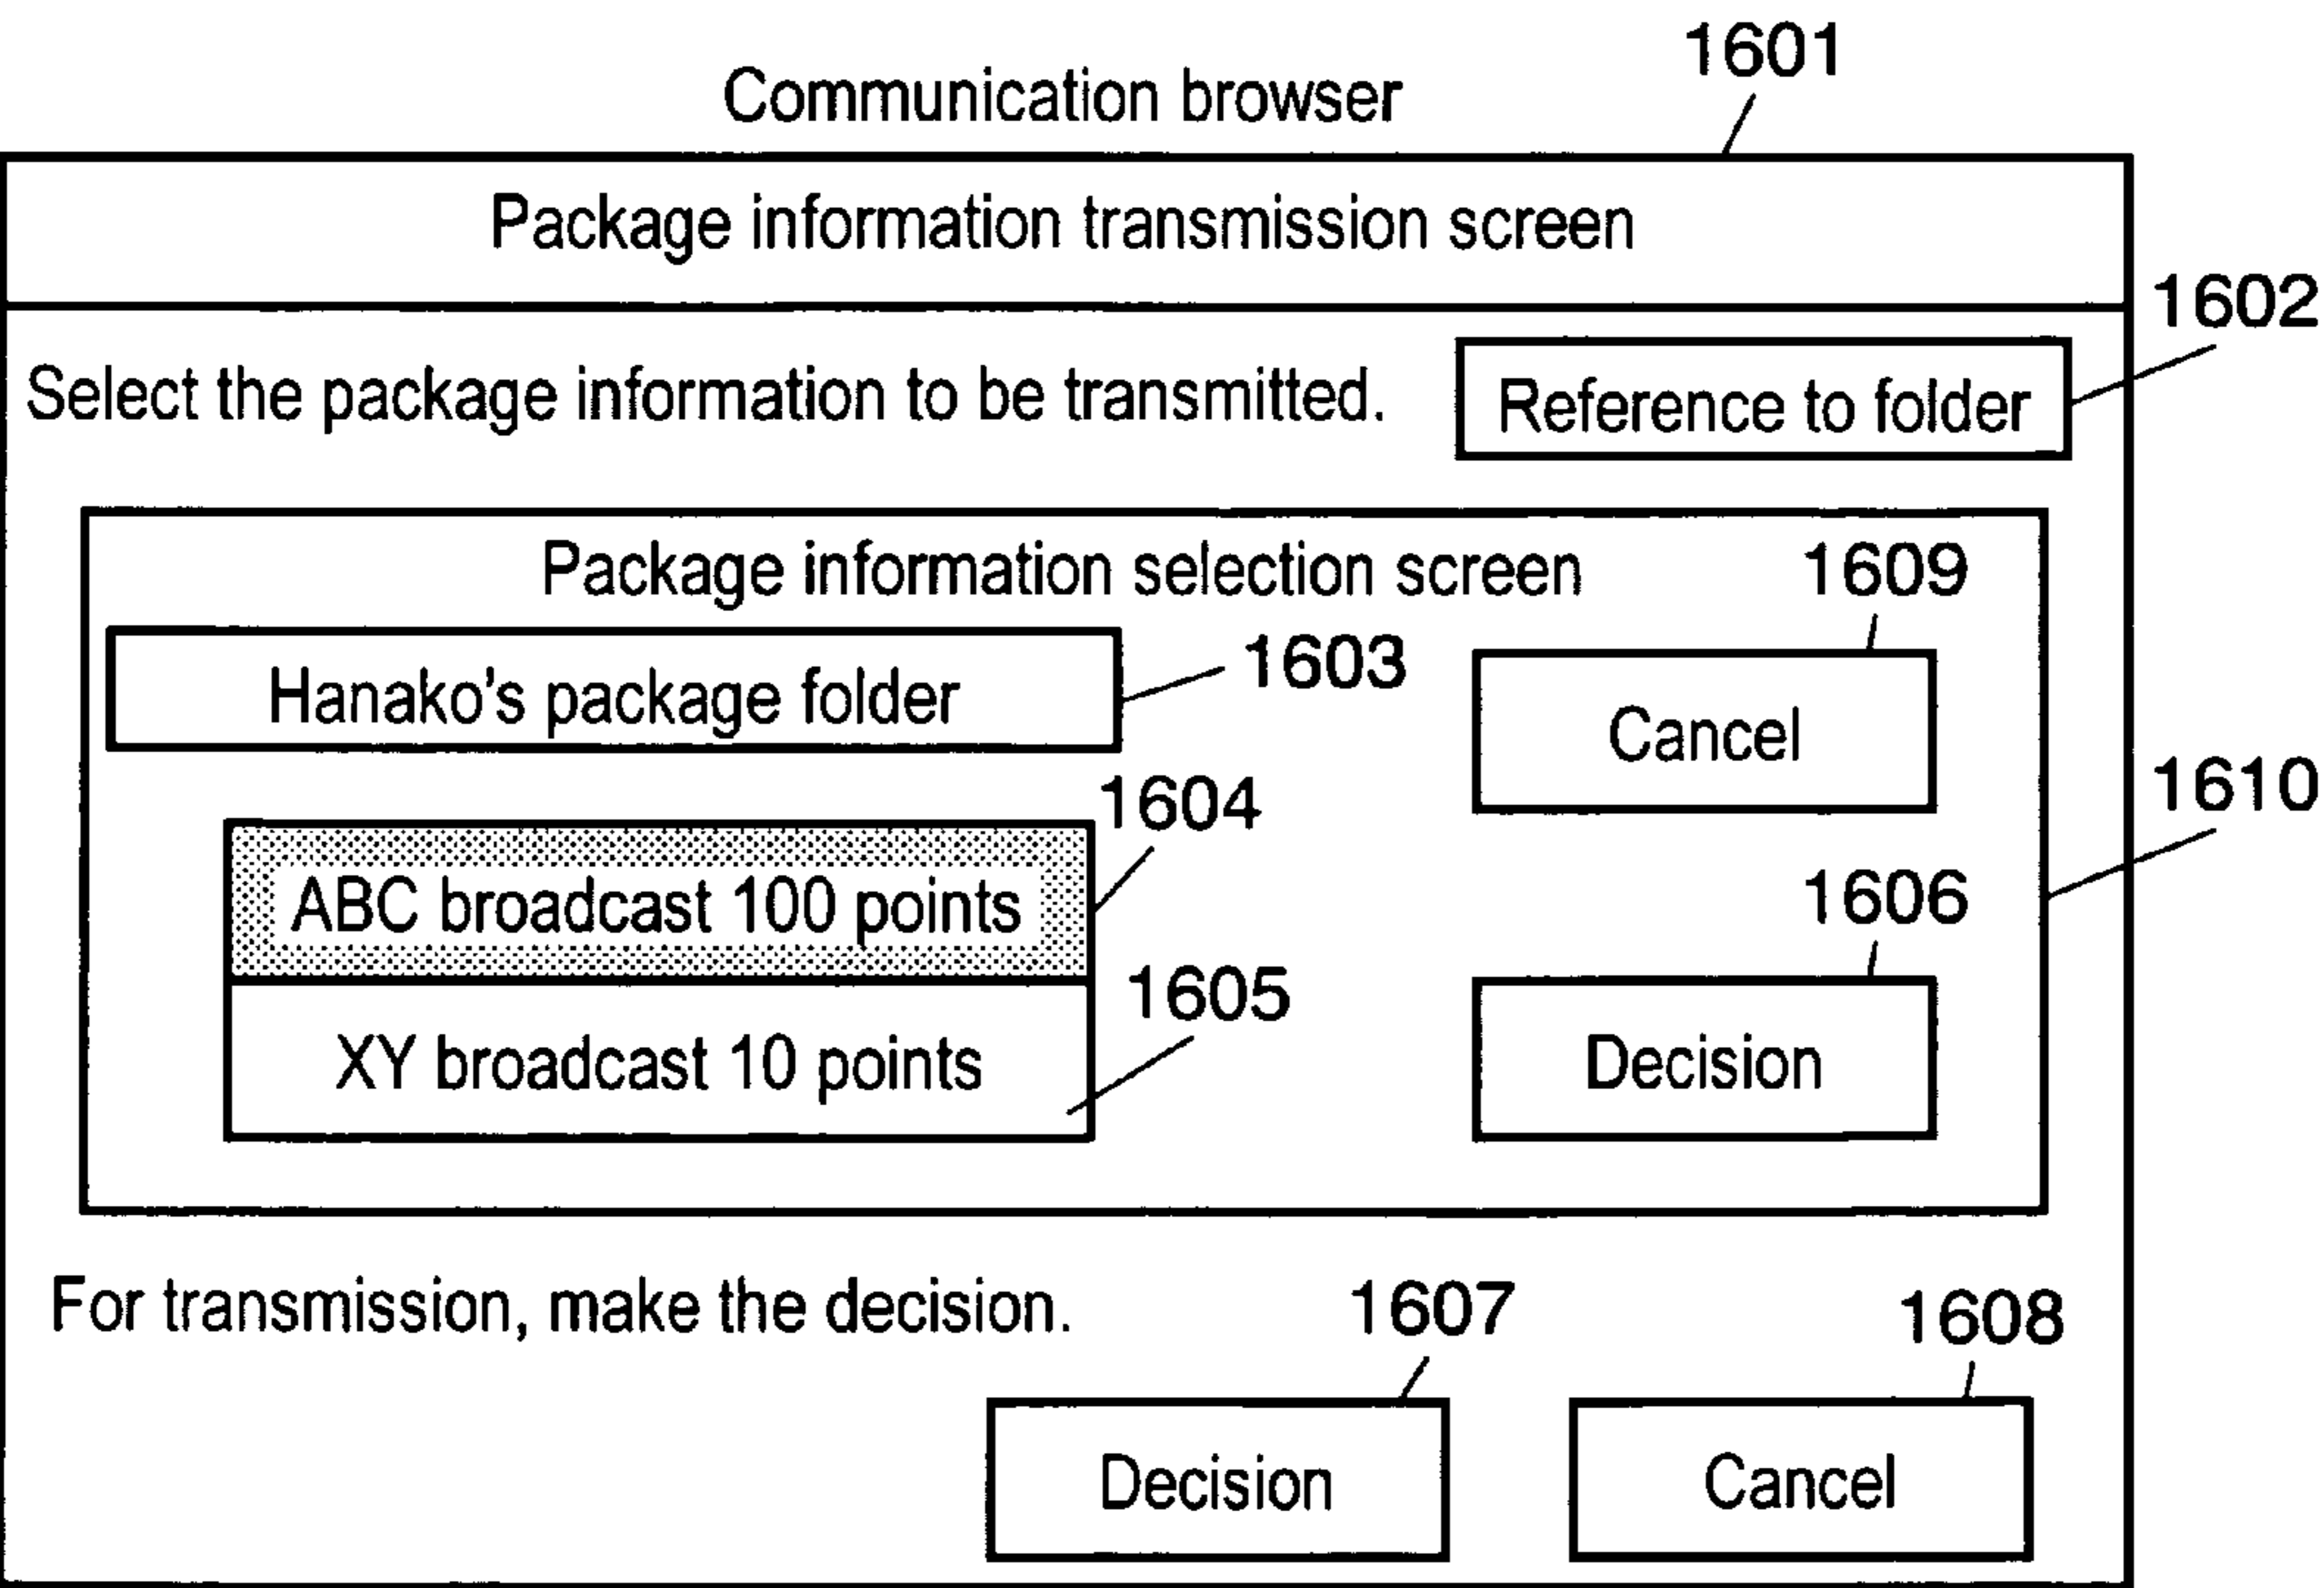 1601
Communication browser
Package information transmission screen
1602
Select the package information to be transmitted.
Reference to folder
Package information selection screen
1609
Hanako's package folder
1603
Cancel
1604
1610
ABC broadcast 100 points
1606
1605
XY broadcast 10 points
Decision
For transmission, make the decision.
1607
1608
Decision
Cancel